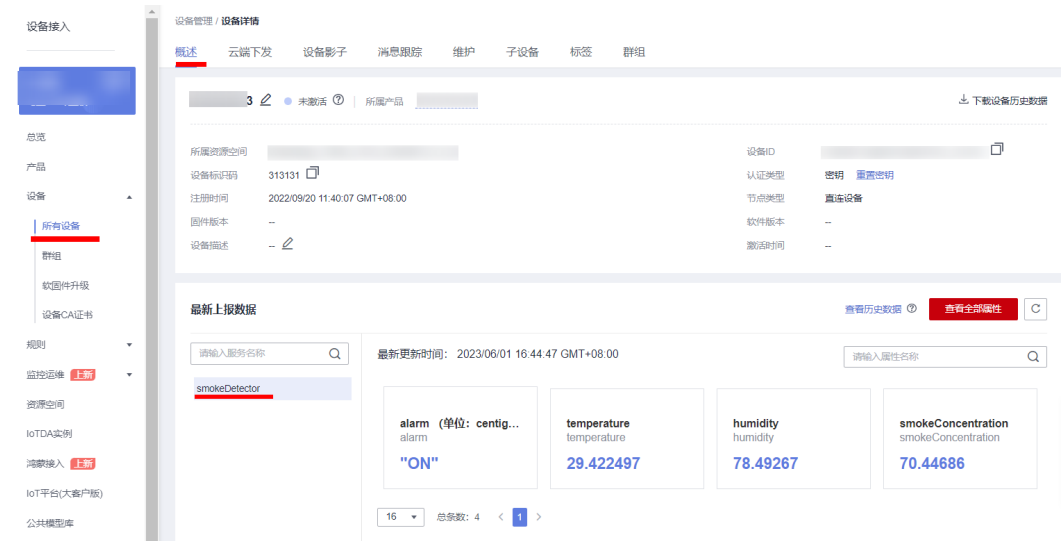 设备接入
总览
产品
设备
所有设备
群组
软固件升级
设备CA证书
规则
监控运维 上新
资源空间
IoTDA实例
鸿蒙接入 上新
IoT平台(大客户版)
公共模型库
设备管理 / 设备详情
概述 云端下发 设备影子 消息跟踪 维护 子设备 标签 群组
3 未激活 所属产品 下载设备历史数据
所属资源空间 设备ID
设备标识码 313131 认证类型 密钥 重置密钥
注册时间 2022/09/20 11:40:07 GMT+08:00 节点类型 直连设备
固件版本 -- 软件版本 --
设备描述 -- 激活时间 --
最新上报数据 查看历史数据 查看全部属性
请输入服务名称 最新更新时间： 2023/06/01 16:44:47 GMT+08:00 请输入属性名称
smokeDetector
alarm （单位：centig... temperature humidity smokeConcentration
alarm temperature humidity smokeConcentration
"ON" 29.422497 78.49267 70.44686
16 总条数：4 < 1 >